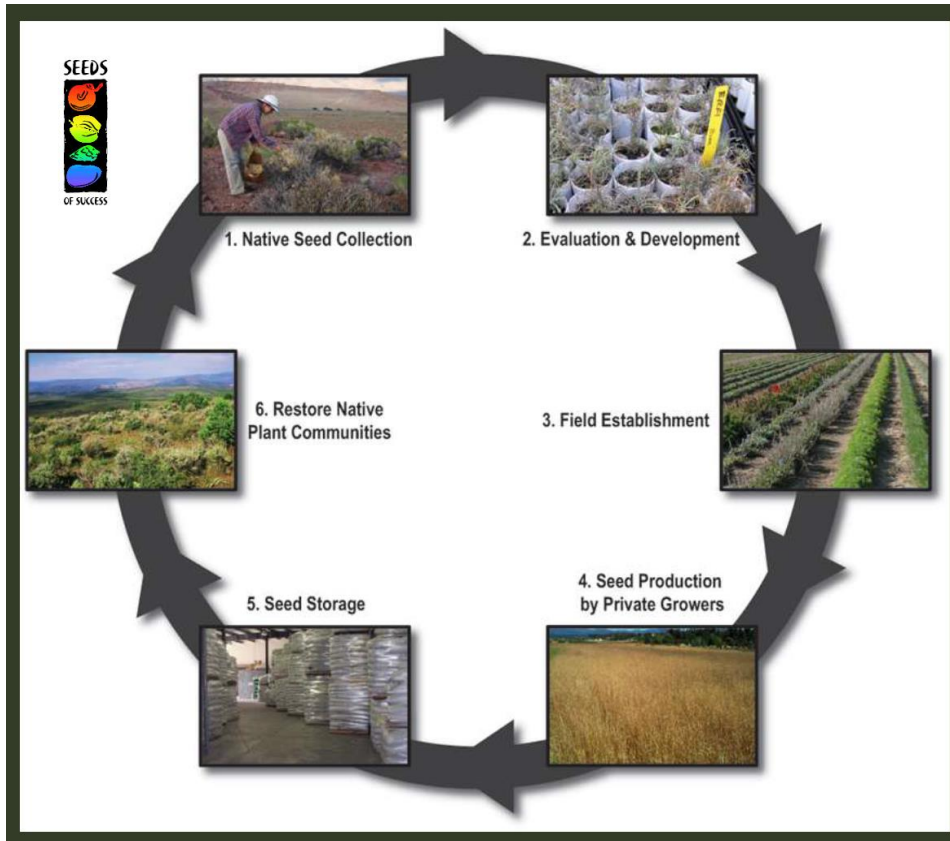 SEEDS
OF SUCCESS
1. Native Seed Collection
2. Evaluation & Development
3. Field Establishment
4. Seed Production
by Private Growers
5. Seed Storage
6. Restore Native
Plant Communities